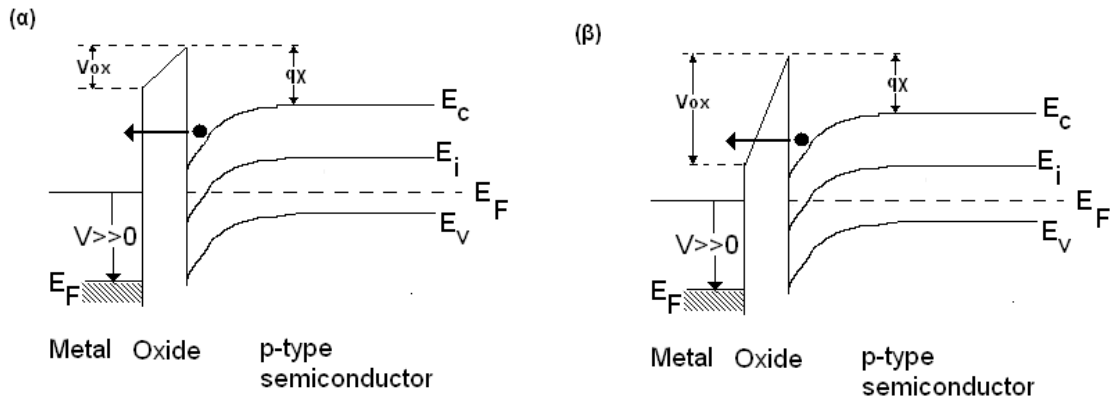 (α)
Vox
qχ
Ec
Ei
EF
Ev
V>>0
EF
Metal Oxide p-type
semiconductor
(β)
Vox
qχ
Ec
Ei
EF
Ev
V>>0
EF
Metal Oxide p-type
semiconductor